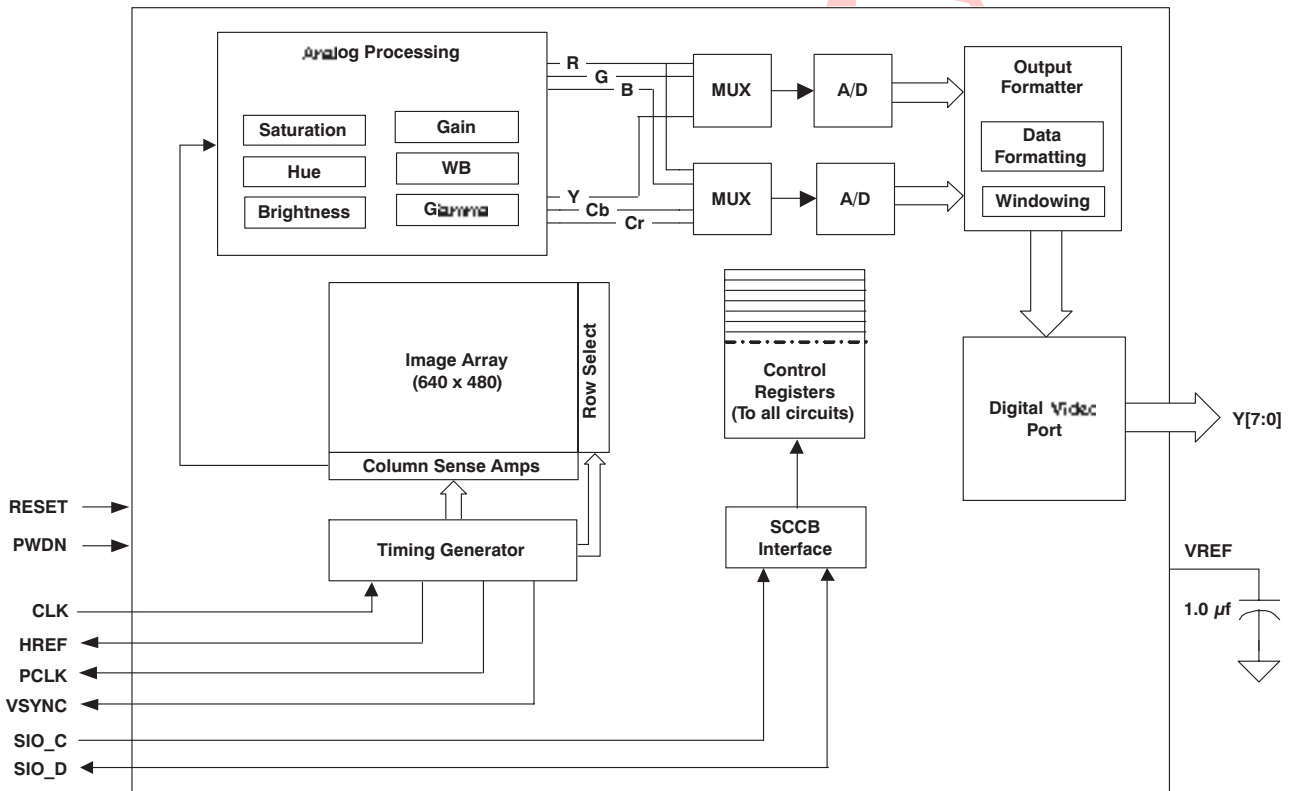 Processing
R
G
B
MUX
A/D
Output
Formatter
Saturation
Gain
Data
Formatting
Hue
WB
Brightness
Y
Cb
Cr
MUX
A/D
Windowing
Image Array
(640 x 480)
Row Select
Column Sense Amps
Control
Registers
(To all circuits)
Digital
Port
Y[7:0]
RESET
PWDN
Timing Generator
SCCB
Interface
VREF
1.0 µf
CLK
HREF
PCLK
VSYNC
SIO_C
SIO_D